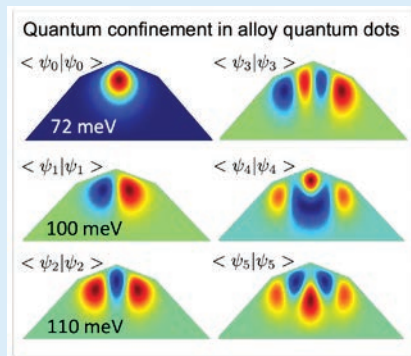 Quantum confinement in alloy quantum dots
< ψ0|ψ0 >
72 meV
< ψ3|ψ3 >
< ψ1|ψ1 >
100 meV
< ψ4|ψ4 >
< ψ2|ψ2 >
110 meV
< ψ5|ψ5 >